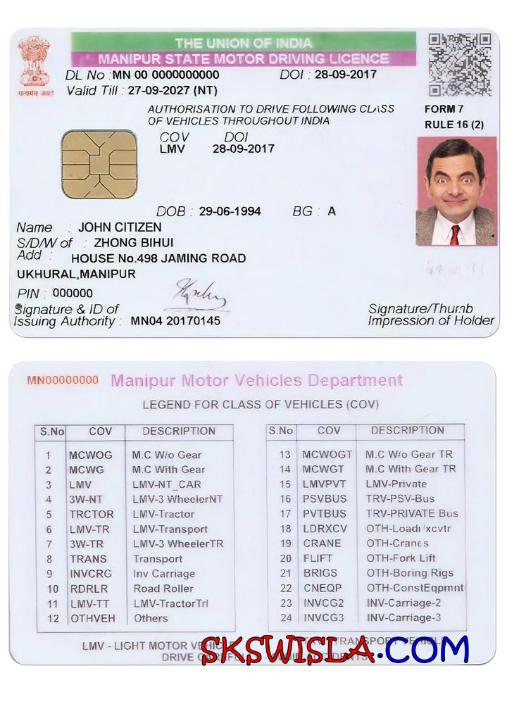 THE UNION OF INDIA
MANIPUR STATE MOTOR DRIVING LICENCE
DL No :MN 00 0000000000 DOI : 28-09-2017
Valid Till : 27-09-2027 (NT)
सत्यमेव जयते
AUTHORISATION TO DRIVE FOLLOWING CLASS
OF VEHICLES THROUGHOUT INDIA
FORM 7
RULE 16 (2)
COV DOI
LMV 28-09-2017
DOB : 29-06-1994 BG : A
Name : JOHN CITIZEN
S/D/W of : ZHONG BIHUI
Add : HOUSE No.498 JAMING ROAD
UKHURAL,MANIPUR
PIN : 000000
Signature & ID of
Issuing Authority : MN04 20170145
Signature/Thumb
Impression of Holder
MN00000000 Manipur Motor Vehicles Department
LEGEND FOR CLASS OF VEHICLES (COV)
S.No COV DESCRIPTION
1 MCWOG M.C W/o Gear
2 MCWG M.C With Gear
3 LMV LMV-NT_CAR
4 3W-NT LMV-3 WheelerNT
5 TRCTOR LMV-Tractor
6 LMV-TR LMV-Transport
7 3W-TR LMV-3 WheelerTR
8 TRANS Transport
9 INVCRG Inv Carriage
10 RDRLR Road Roller
11 LMV-TT LMV-TractorTrl
12 OTHVEH Others
S.No COV DESCRIPTION
13 MCWOGT M.C W/o Gear TR
14 MCWGT M.C With Gear TR
15 LMVPVT LMV-Private
16 PSVBUS TRV-PSV-Bus
17 PVTBUS TRV-PRIVATE Bus
18 LDRXCV
19 CRANE OTH-Cranes
20 FLIFT OTH-Fork Lift
21 BRIGS OTH-Boring Rigs
22 CNEQP OTH-ConstEqpmnt
23 INVCG2 INV-Carriage-2
24 INVCG3 INV-Carriage-3
LMV - LIGHT MOTOR
DRIVE
SKSWISLA.COM